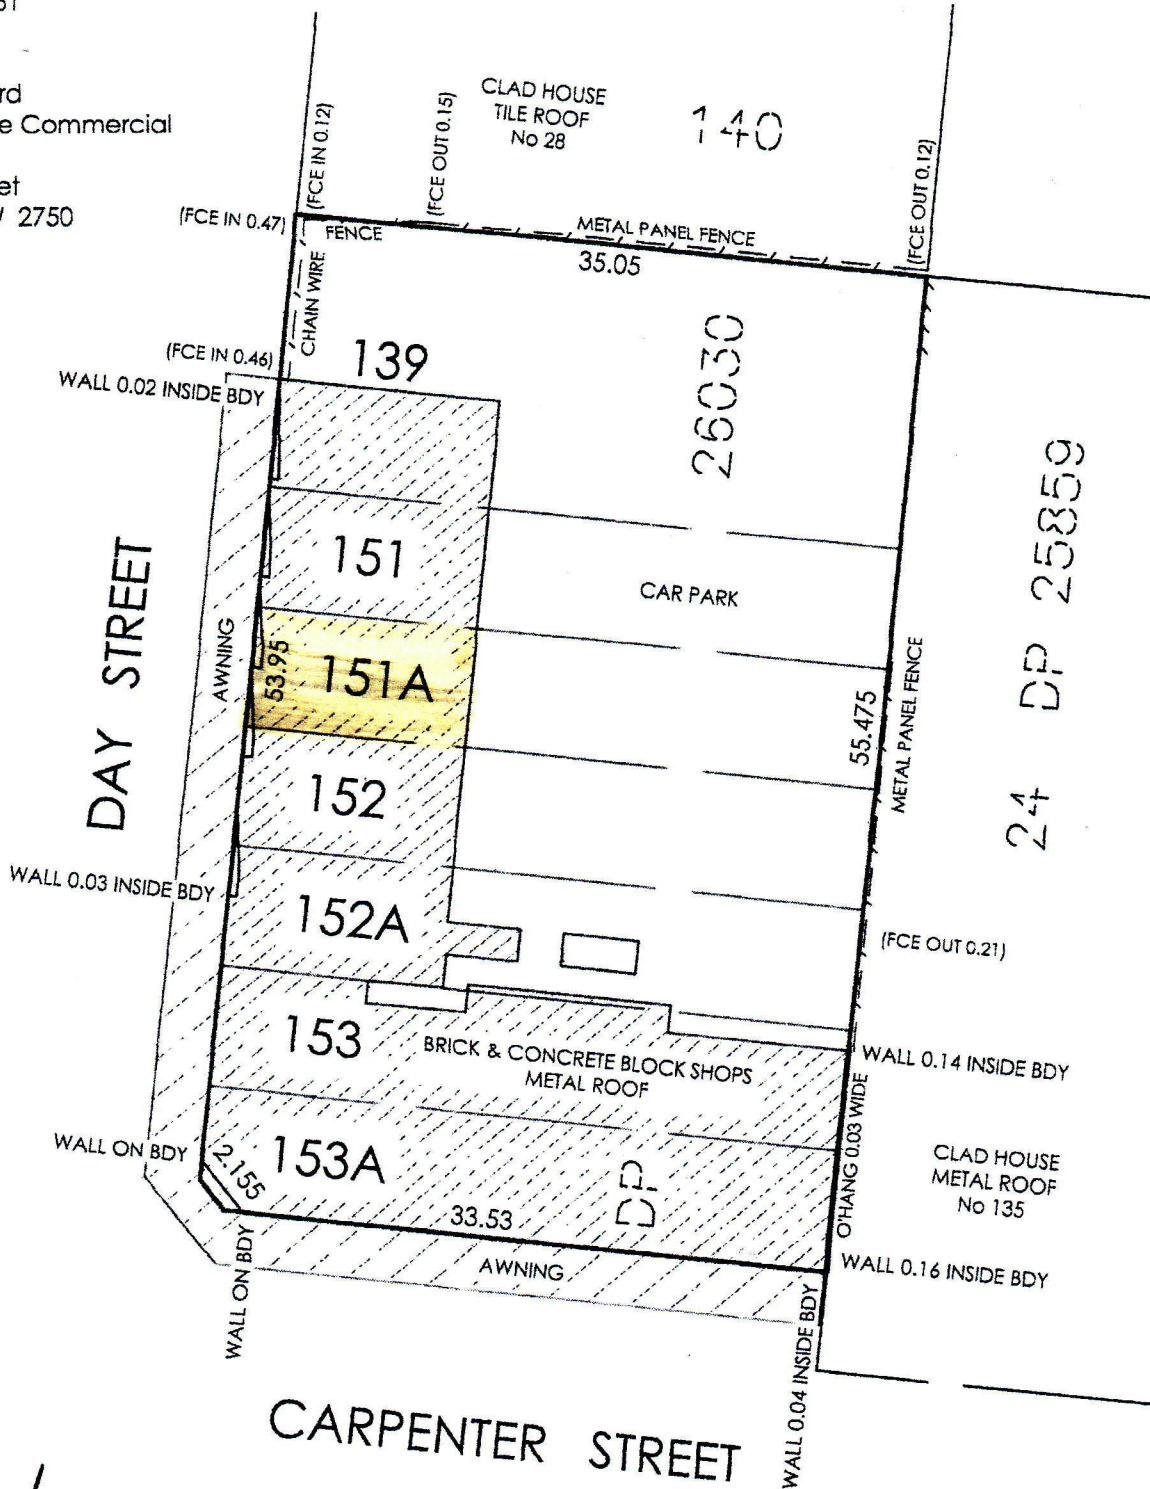 rd
e Commercial
et
2750
CLAD HOUSE
TILE ROOF
No 28
140
(FCE IN 0.12)
(FCE OUT 0.15)
(FCE OUT 0.12)
(FCE IN 0.47)
FENCE
METAL PANEL FENCE
35.05
CHAIN WIRE
(FCE IN 0.46)
139
WALL 0.02 INSIDE BDY
26030
DP 25859
24
151
CAR PARK
DAY STREET
AWNING
53.95
151A
METAL PANEL FENCE
55.475
152
WALL 0.03 INSIDE BDY
152A
(FCE OUT 0.21)
153
BRICK & CONCRETE BLOCK SHOPS
METAL ROOF
WALL 0.14 INSIDE BDY
O'HANG 0.03 WIDE
WALL ON BDY
2.155
153A
DP
CLAD HOUSE
METAL ROOF
No 135
33.53
AWNING
WALL 0.16 INSIDE BDY
WALL ON BDY
WALL 0.04 INSIDE BDY
CARPENTER STREET